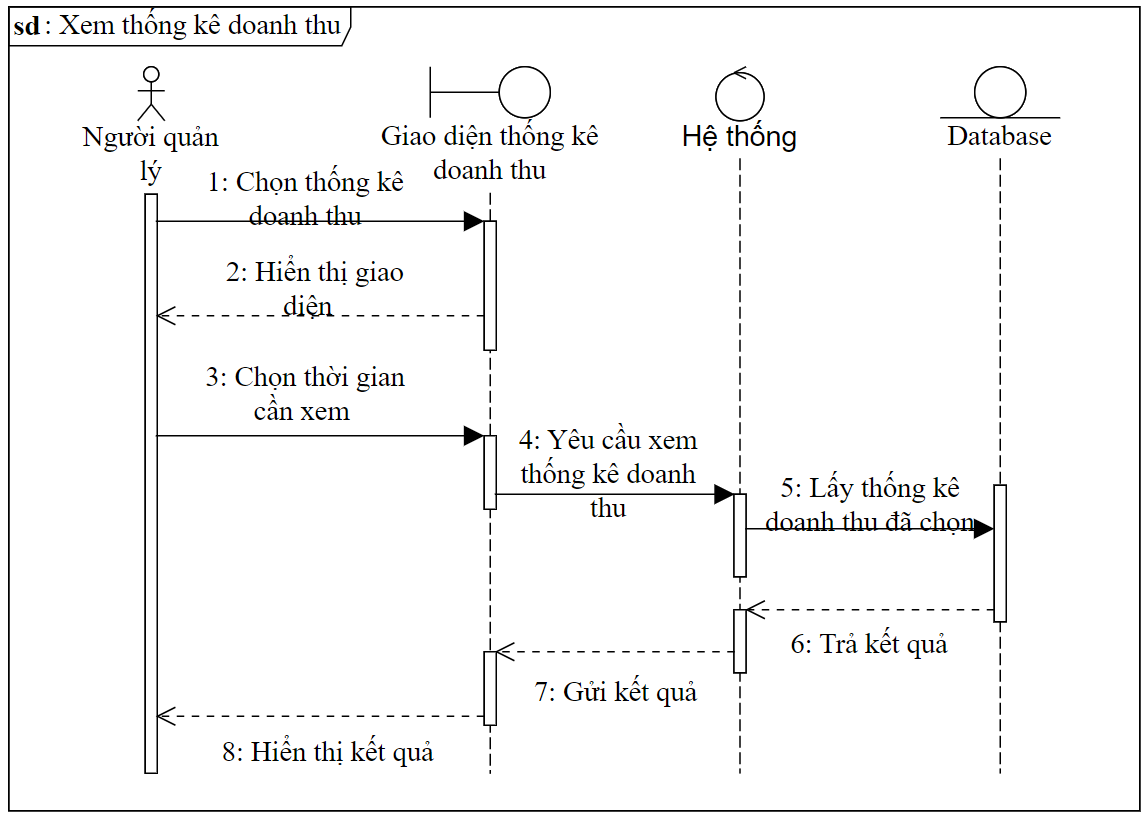 sd : Xem thống kê doanh thu
Người quản
lý
Giao diện thống kê
doanh thu
Hệ thống
Database
1: Chọn thống kê
doanh thu
2: Hiển thị giao
diện
3: Chọn thời gian
cần xem
4: Yêu cầu xem
thống kê doanh
thu
5: Lấy thống kê
doanh thu đã chọn
6: Trả kết quả
7: Gửi kết quả
8: Hiển thị kết quả